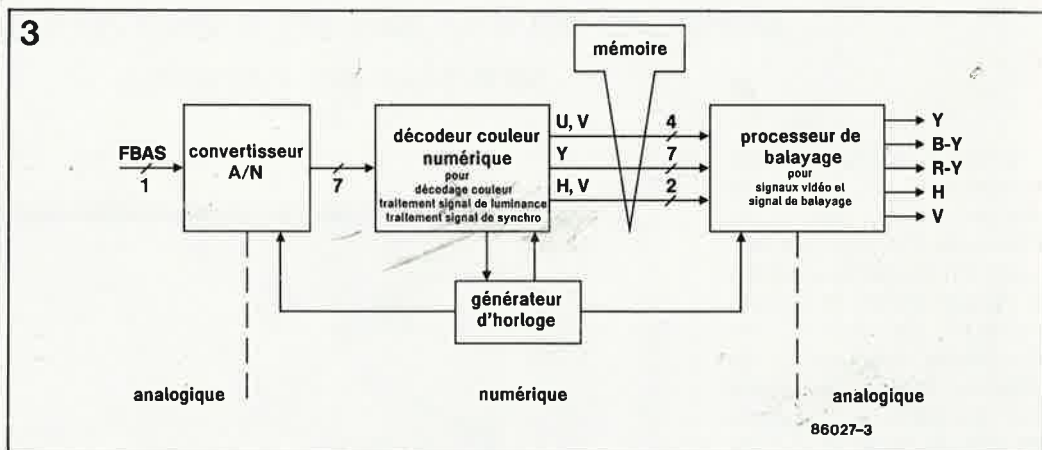 3
mémoire
FBAS
1
convertisseur
A/N
7
décodeur couleur
numérique
pour
décodage couleur
traitement signal de luminance
traitement signal de synchro
U, V
4
Y
7
H, V
2
processeur de
balayage
pour
signaux vidéo et
signal de balayage
Y
B-Y
R-Y
H
V
générateur
d'horloge
analogique
numérique
analogique
86027-3